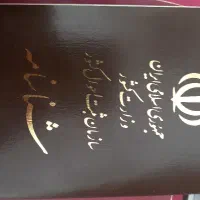 جمهوری اسلامی ایران
وزارت کشور
سازمان ثبت احوال کشور
شناسنامه